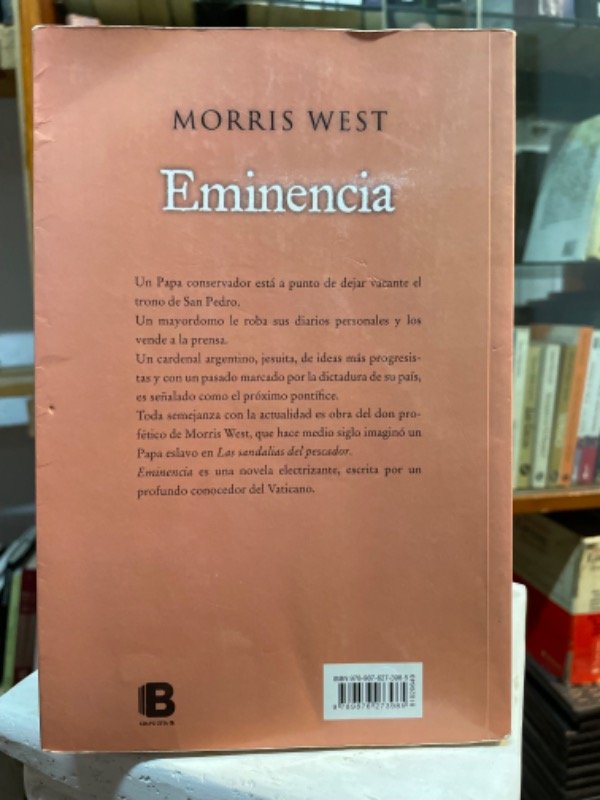 MORRIS WEST
Eminencia
Un Papa conservador está a punto de dejar vacante el
trono de San Pedro.
Un mayordomo le roba sus diarios personales y los
vende a la prensa.
Un cardenal argentino, jesuita, de ideas más progresis-
tas y con un pasado marcado por la dictadura de su país,
es señalado como el próximo pontífice.
Toda semejanza con la actualidad es obra del don pro-
fético de Morris West, que hace medio siglo imaginó un
Papa eslavo en Las sandalias del pescador.
Eminencia es una novela electrizante, escrita por un
profundo conocedor del Vaticano.
B